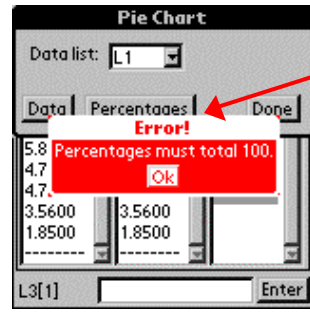 Pie Chart
Data list: L1
Data Percentages Done
Error!
Percentages must total 100.
Ok
5.8
4.7
4.7
3.5600 3.5600
1.8500 1.8500
-------- --------
L3[1] Enter